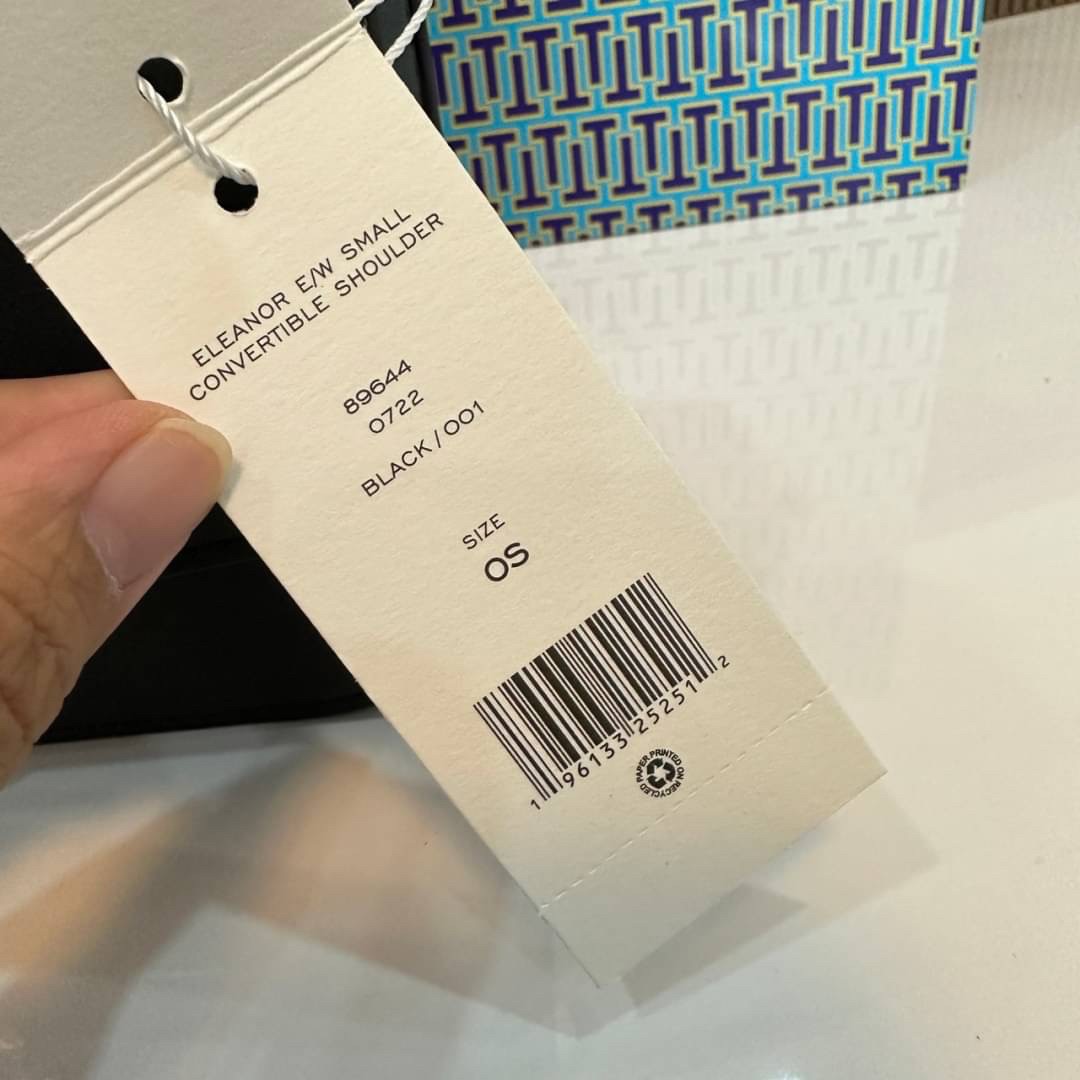 ELEANOR E/W SMALL
CONVERTIBLE SHOULDER
89644
0722
BLACK / 001
SIZE
OS
1 96133 25251 2
PAPER PRINTED ON RECYCLED